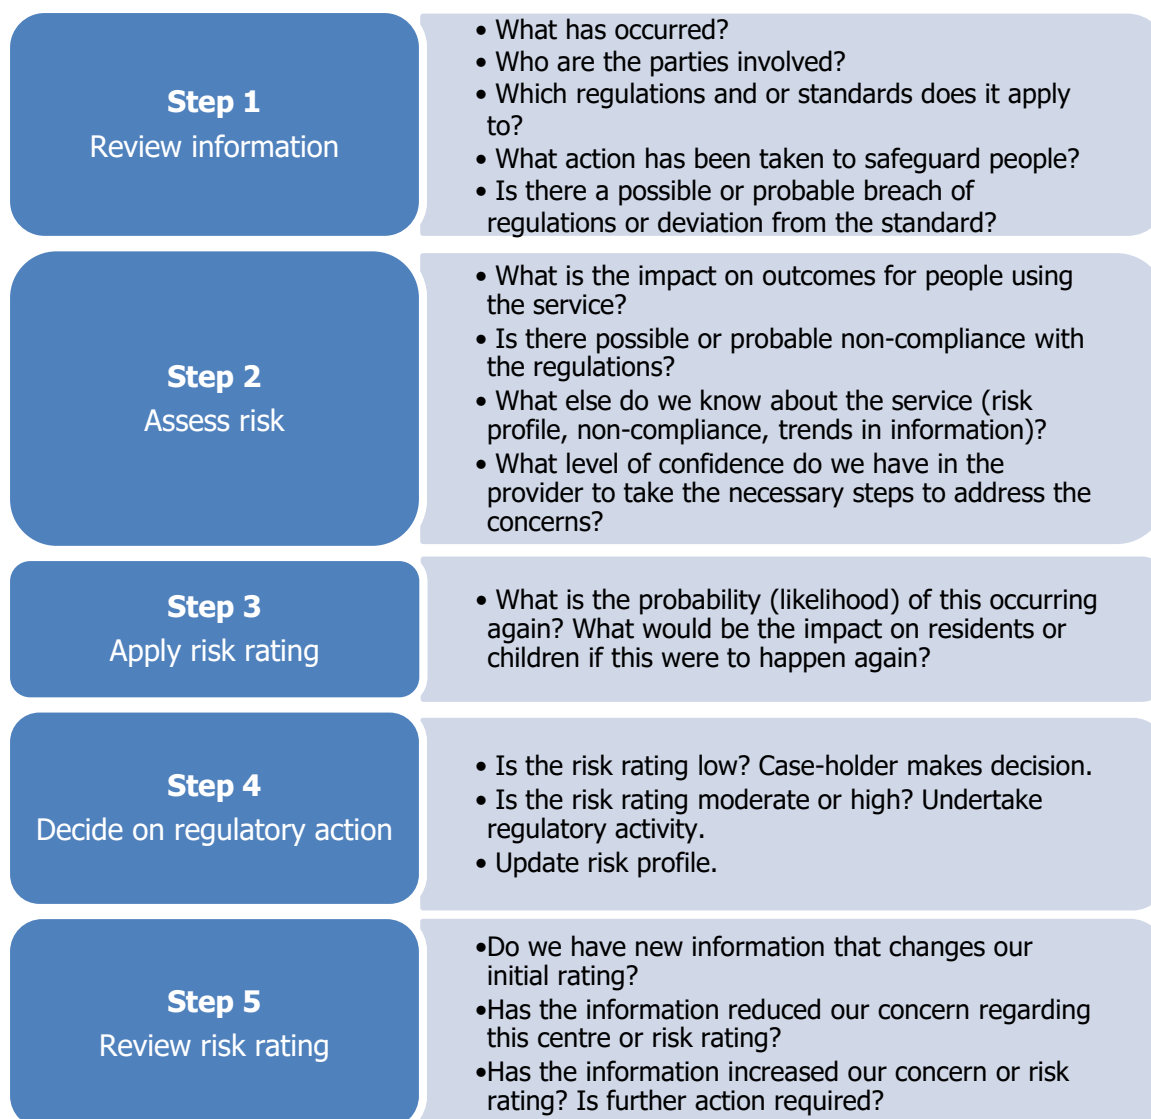 Step 1
Review information
• What has occurred?
• Who are the parties involved?
• Which regulations and or standards does it apply
to?
• What action has been taken to safeguard people?
• Is there a possible or probable breach of
regulations or deviation from the standard?
Step 2
Assess risk
• What is the impact on outcomes for people using
the service?
• Is there possible or probable non-compliance with
the regulations?
• What else do we know about the service (risk
profile, non-compliance, trends in information)?
• What level of confidence do we have in the
provider to take the necessary steps to address the
concerns?
Step 3
Apply risk rating
• What is the probability (likelihood) of this occurring
again? What would be the impact on residents or
children if this were to happen again?
Step 4
Decide on regulatory action
• Is the risk rating low? Case-holder makes decision.
• Is the risk rating moderate or high? Undertake
regulatory activity.
• Update risk profile.
Step 5
Review risk rating
•Do we have new information that changes our
initial rating?
•Has the information reduced our concern regarding
this centre or risk rating?
•Has the information increased our concern or risk
rating? Is further action required?